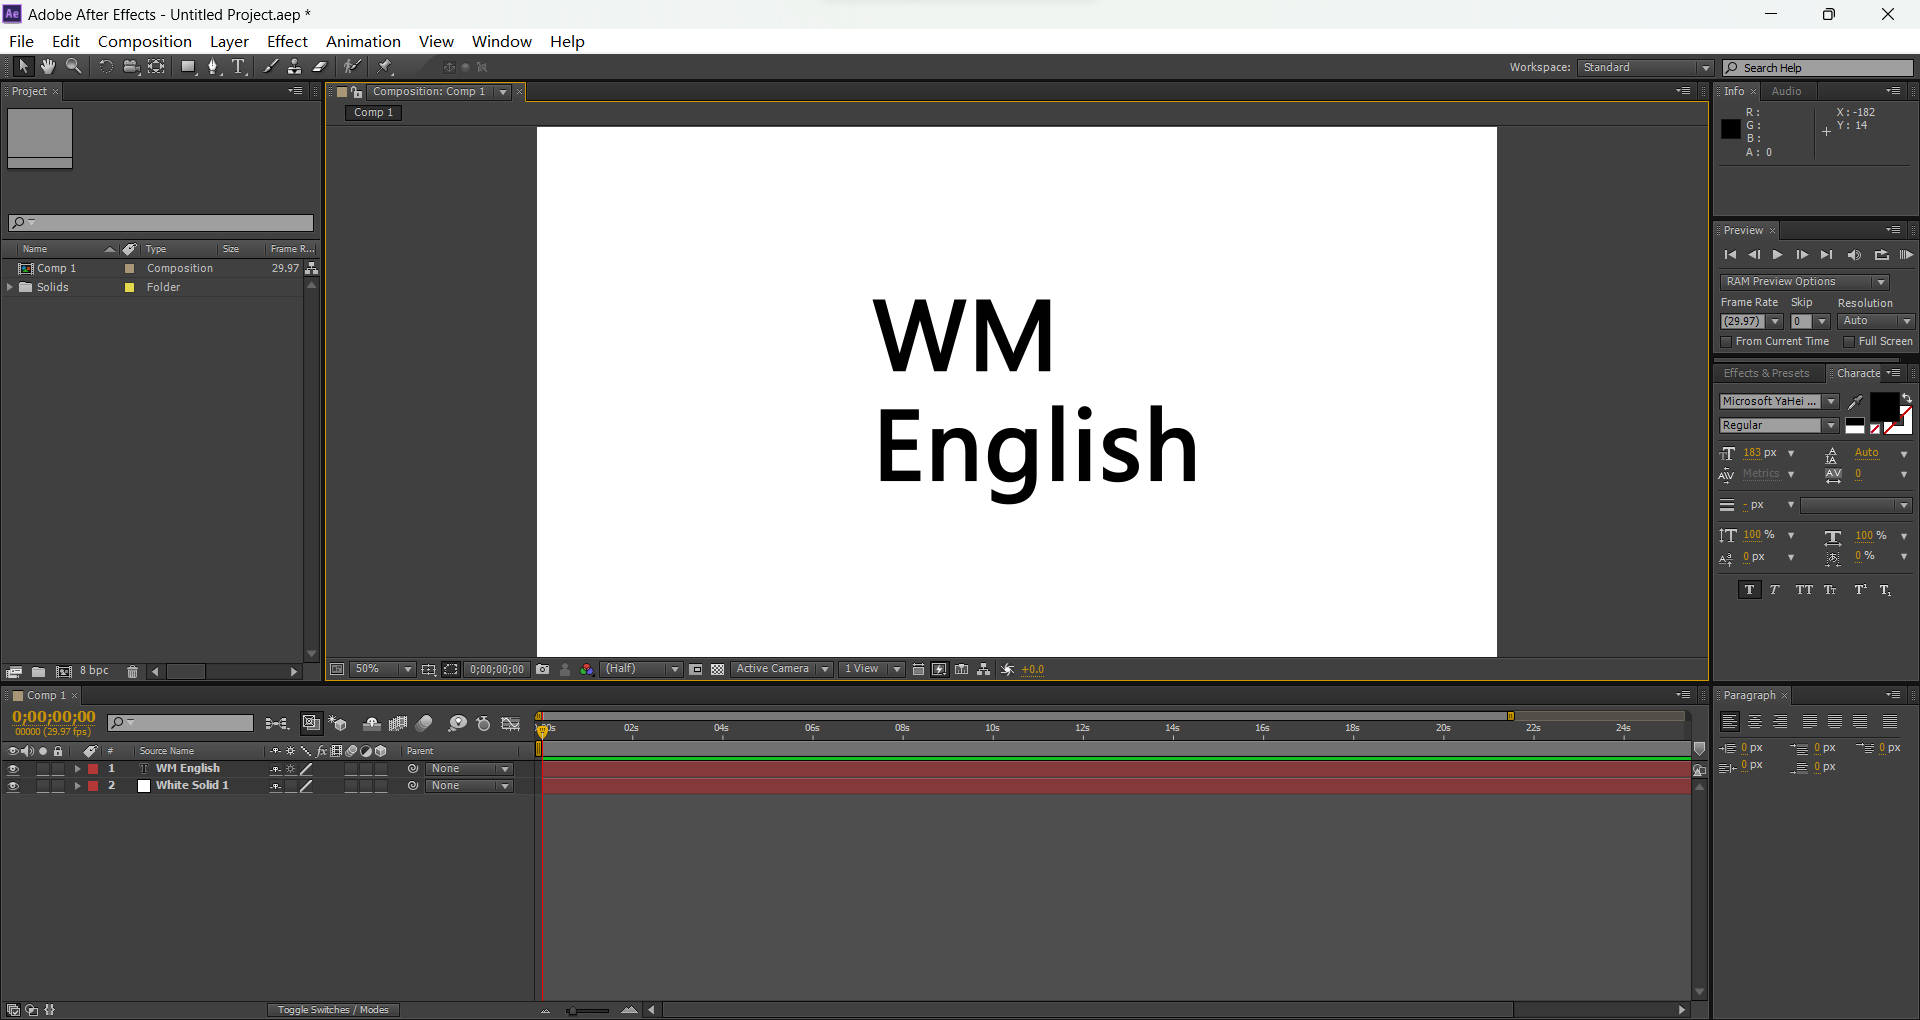 Ae Adobe After Effects - Untitled Project.aep *
File Edit Composition Layer Effect Animation View Window Help
T
Workspace: Standard Search Help
Project × Composition: Comp 1 × Info × Audio
Comp 1
R: X: -182
G: Y: 14
B:
A: 0
WM
English
Preview ×
RAM Preview Options
Frame Rate Skip Resolution
(29.97) 0 Auto
From Current Time Full Screen
Name Type Size Frame R...
Comp 1 Composition 29.97
Solids Folder
Effects & Presets Characte
Microsoft YaHei ...
Regular
183 px Auto
Metrics 0
- px
100 % 100 %
0 px 0 %
T T TT Tt T¹ T₁
8 bpc
50% 0;00;00;00 (Half) Active Camera 1 View +0.0
Comp 1 ×
0;00;00;00
00000 (29.97 fps)
02s 04s 06s 08s 10s 12s 14s 16s 18s 20s 22s 24s
# Source Name fx Parent
1 T WM English None
2 White Solid 1 None
Toggle Switches / Modes
Paragraph ×
0 px 0 px 0 px
0 px 0 px